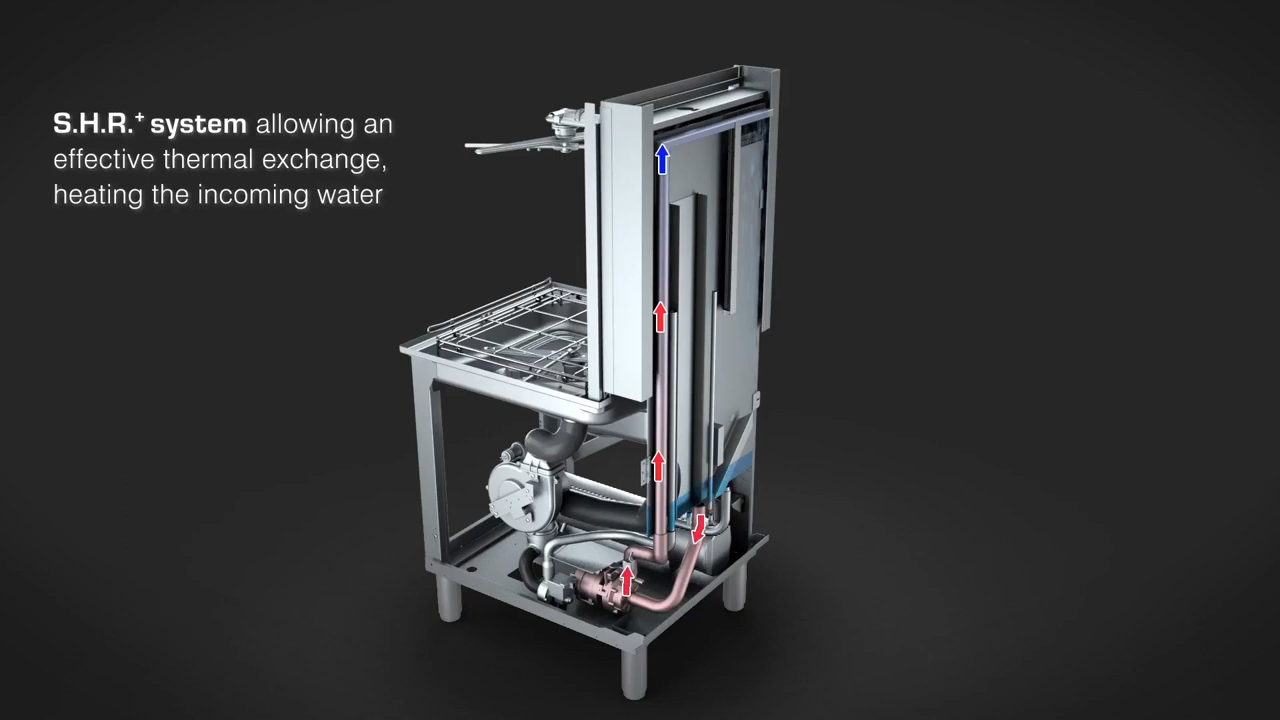 S.H.R.+ system allowing an
effective thermal exchange,
heating the incoming water